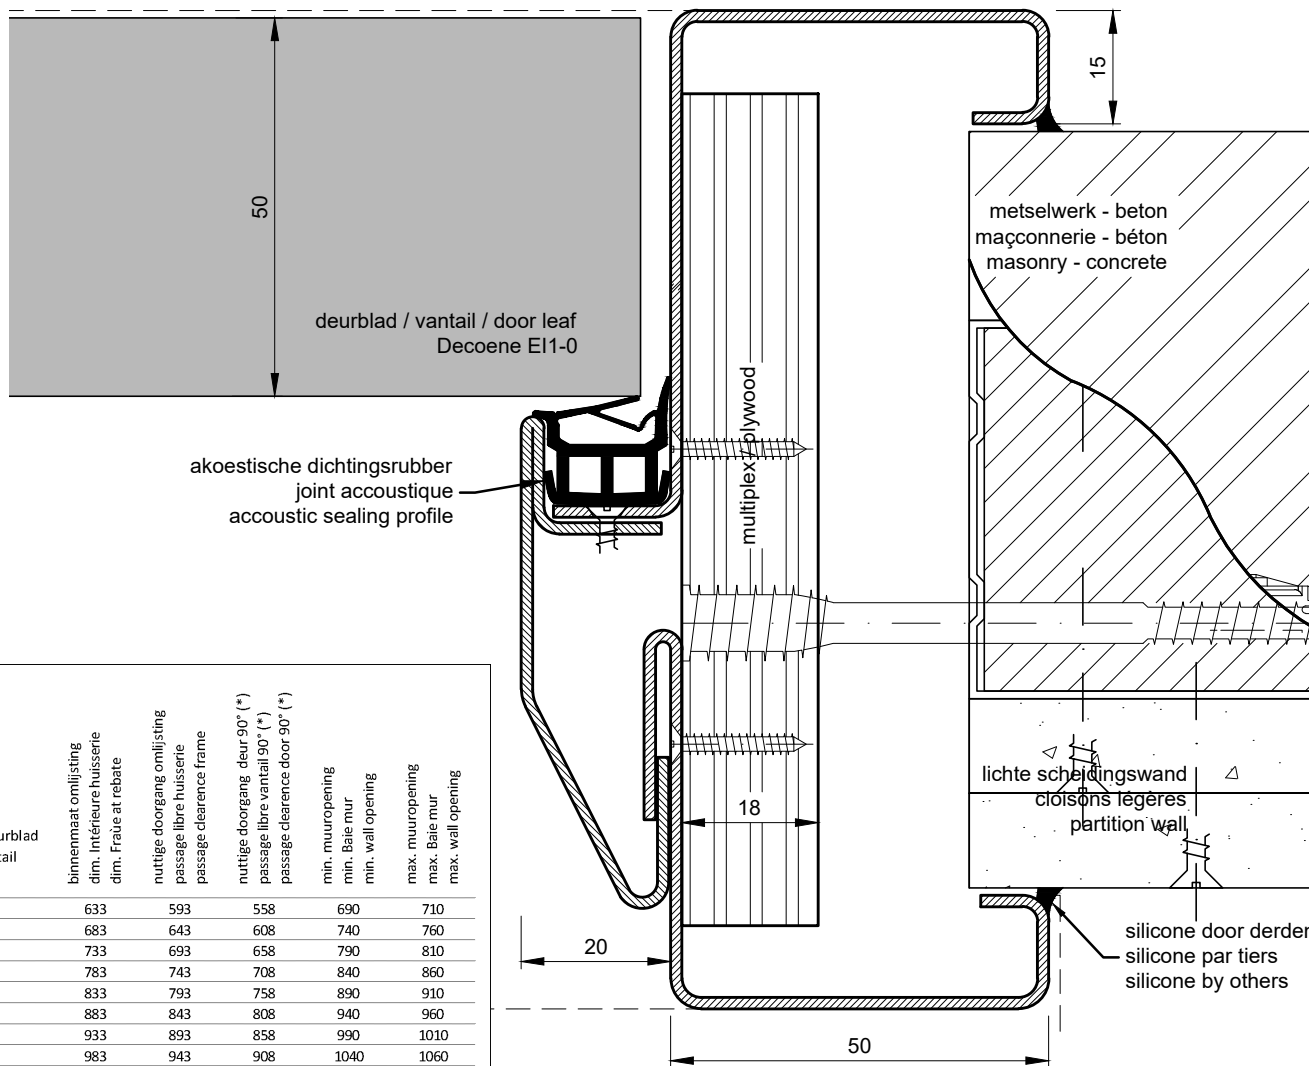 50
15
metselwerk - beton
maçconnerie - béton
masonry - concrete
deurblad / vantail / door leaf
Decoene EI1-0
multiplex / plywood
akoestische dichtingsrubber
joint accoustique
accoustic sealing profile
18
lichte scheidingswand
cloisons légères
partition wall
20
silicone door derden
silicone par tiers
silicone by others
50
urblad
tail
binnenmaat omlijsting
dim. Intérieure huisserie
dim. Fraùe at rebate
nuttige doorgang omlijsting
passage libre huisserie
passage clearence frame
nuttige doorgang deur 90° (*)
passage libre vantail 90° (*)
passage clearence door 90° (*)
min. muuropening
min. Baie mur
min. wall opening
max. muuropening
max. Baie mur
max. wall opening
633 593 558 690 710
683 643 608 740 760
733 693 658 790 810
783 743 708 840 860
833 793 758 890 910
883 843 808 940 960
933 893 858 990 1010
983 943 908 1040 1060